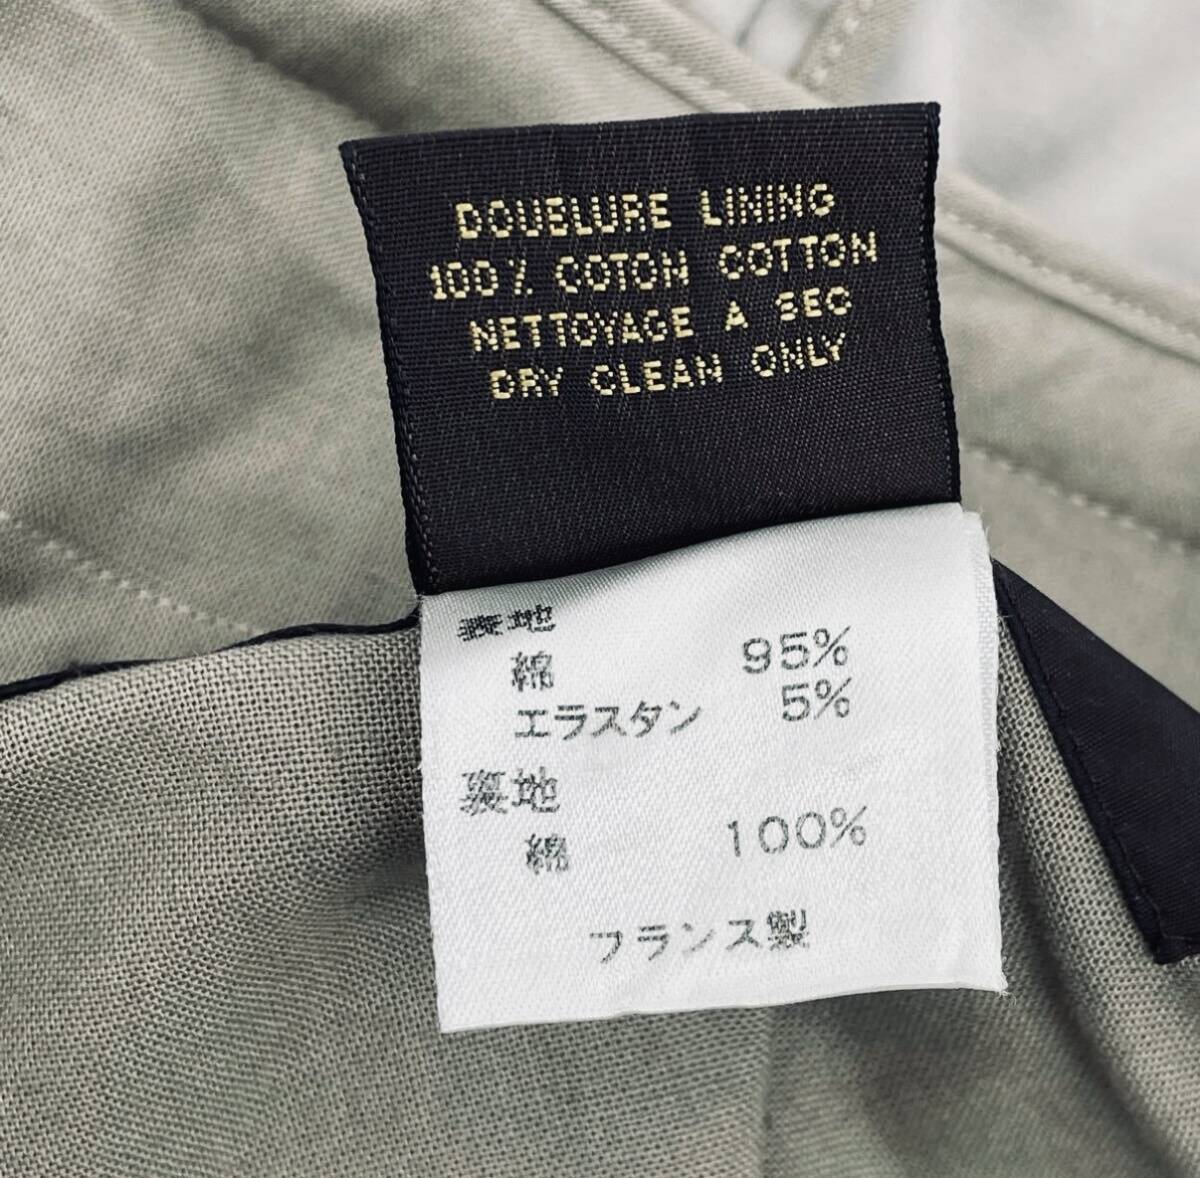 DOUBLURE LINING
100% COTON COTTON
NETTOYAGE A SEC
DRY CLEAN ONLY
表地
綿 95%
エラスタン 5%
裏地
綿 100%
フランス製